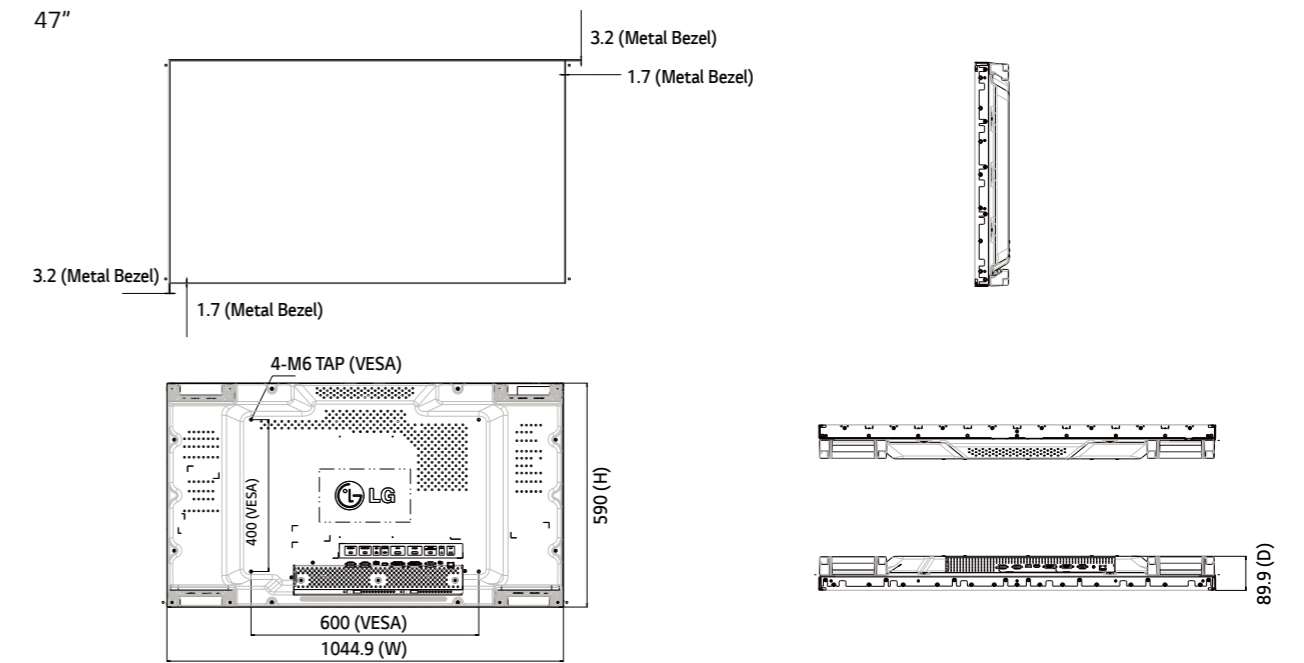 47”
3.2 (Metal Bezel)
1.7 (Metal Bezel)
3.2 (Metal Bezel)
1.7 (Metal Bezel)
4-M6 TAP (VESA)
400 (VESA)
LG
590 (H)
600 (VESA)
1044.9 (W)
89.9 (D)